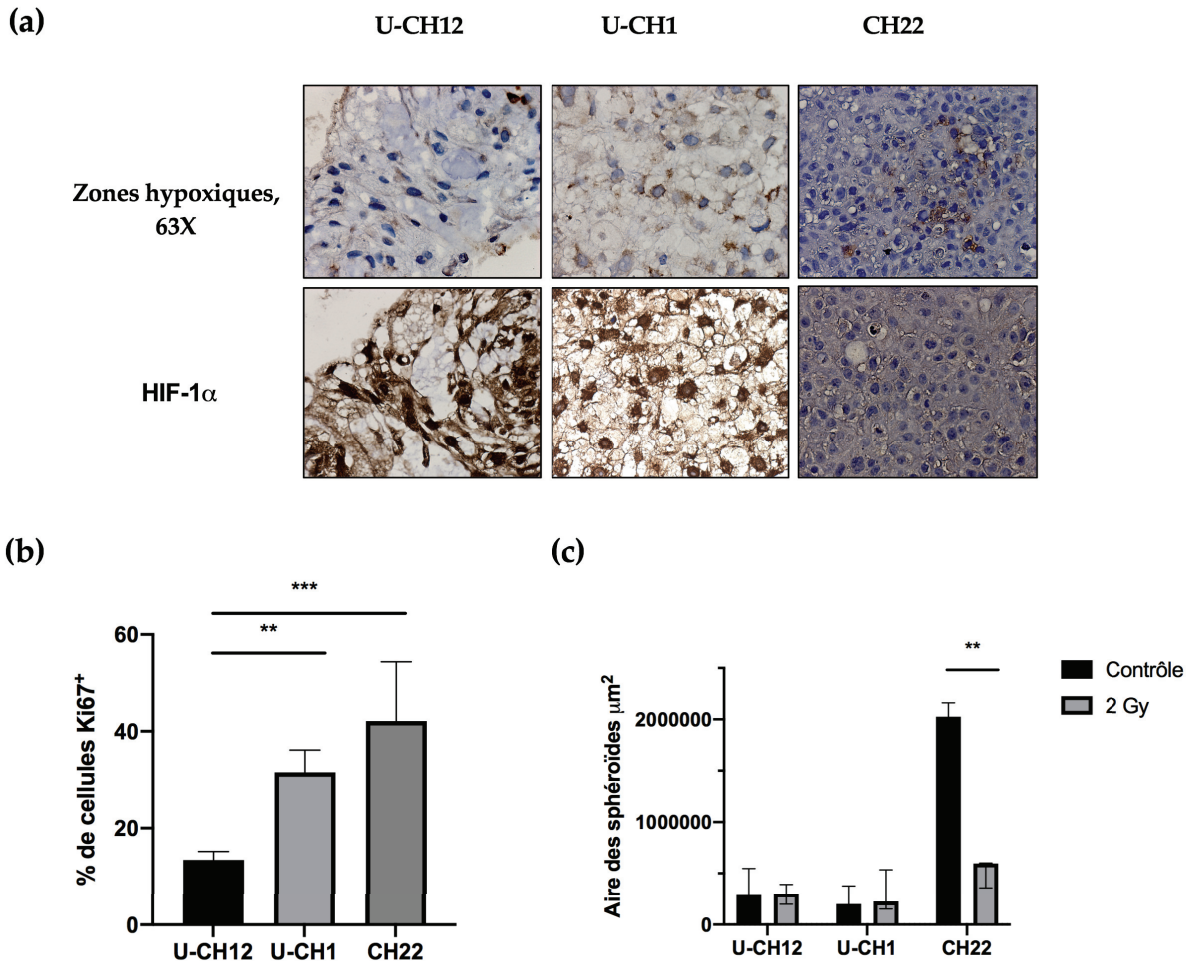 (a)
U-CH12 U-CH1 CH22
Zones hypoxiques,
63X
HIF-1α
(b)
% de cellules Ki67⁺
60
40
20
0
***
**
U-CH12 U-CH1 CH22
(c)
Aire des sphéroïdes μm²
2000000
1000000
0
**
U-CH12 U-CH1 CH22
Contrôle
2 Gy